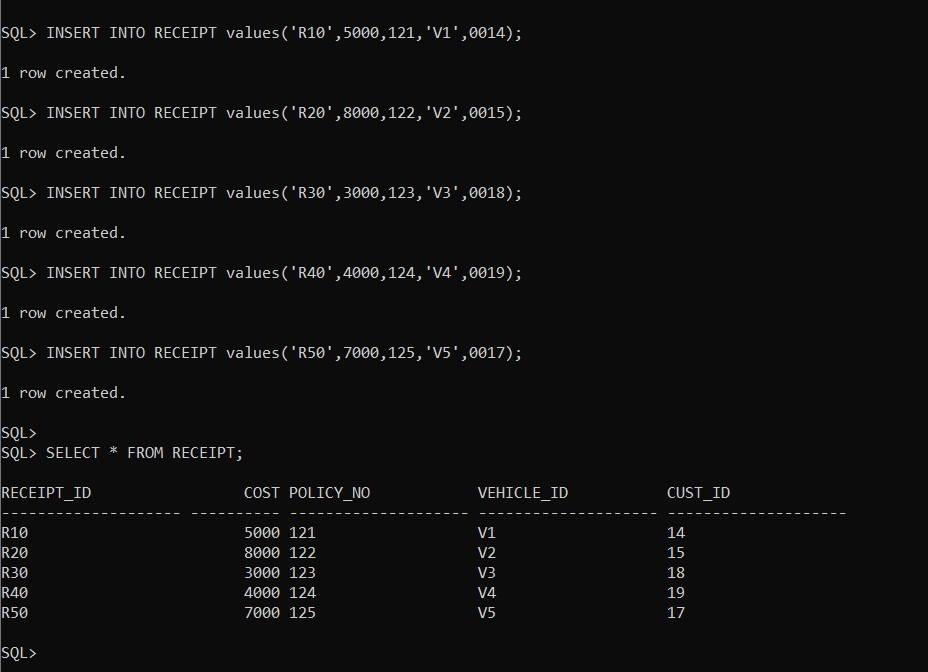 SQL> INSERT INTO RECEIPT values('R10',5000,121,'V1',0014);
1 row created.
SQL> INSERT INTO RECEIPT values('R20',8000,122,'V2',0015);
1 row created.
SQL> INSERT INTO RECEIPT values('R30',3000,123,'V3',0018);
1 row created.
SQL> INSERT INTO RECEIPT values('R40',4000,124,'V4',0019);
1 row created.
SQL> INSERT INTO RECEIPT values('R50',7000,125,'V5',0017);
1 row created.
SQL>
SQL> SELECT * FROM RECEIPT;
RECEIPT_ID                 COST POLICY_NO            VEHICLE_ID           CUST_ID
-------------------- ---------- -------------------- -------------------- --------------------
R10                        5000 121                  V1                   14
R20                        8000 122                  V2                   15
R30                        3000 123                  V3                   18
R40                        4000 124                  V4                   19
R50                        7000 125                  V5                   17
SQL>